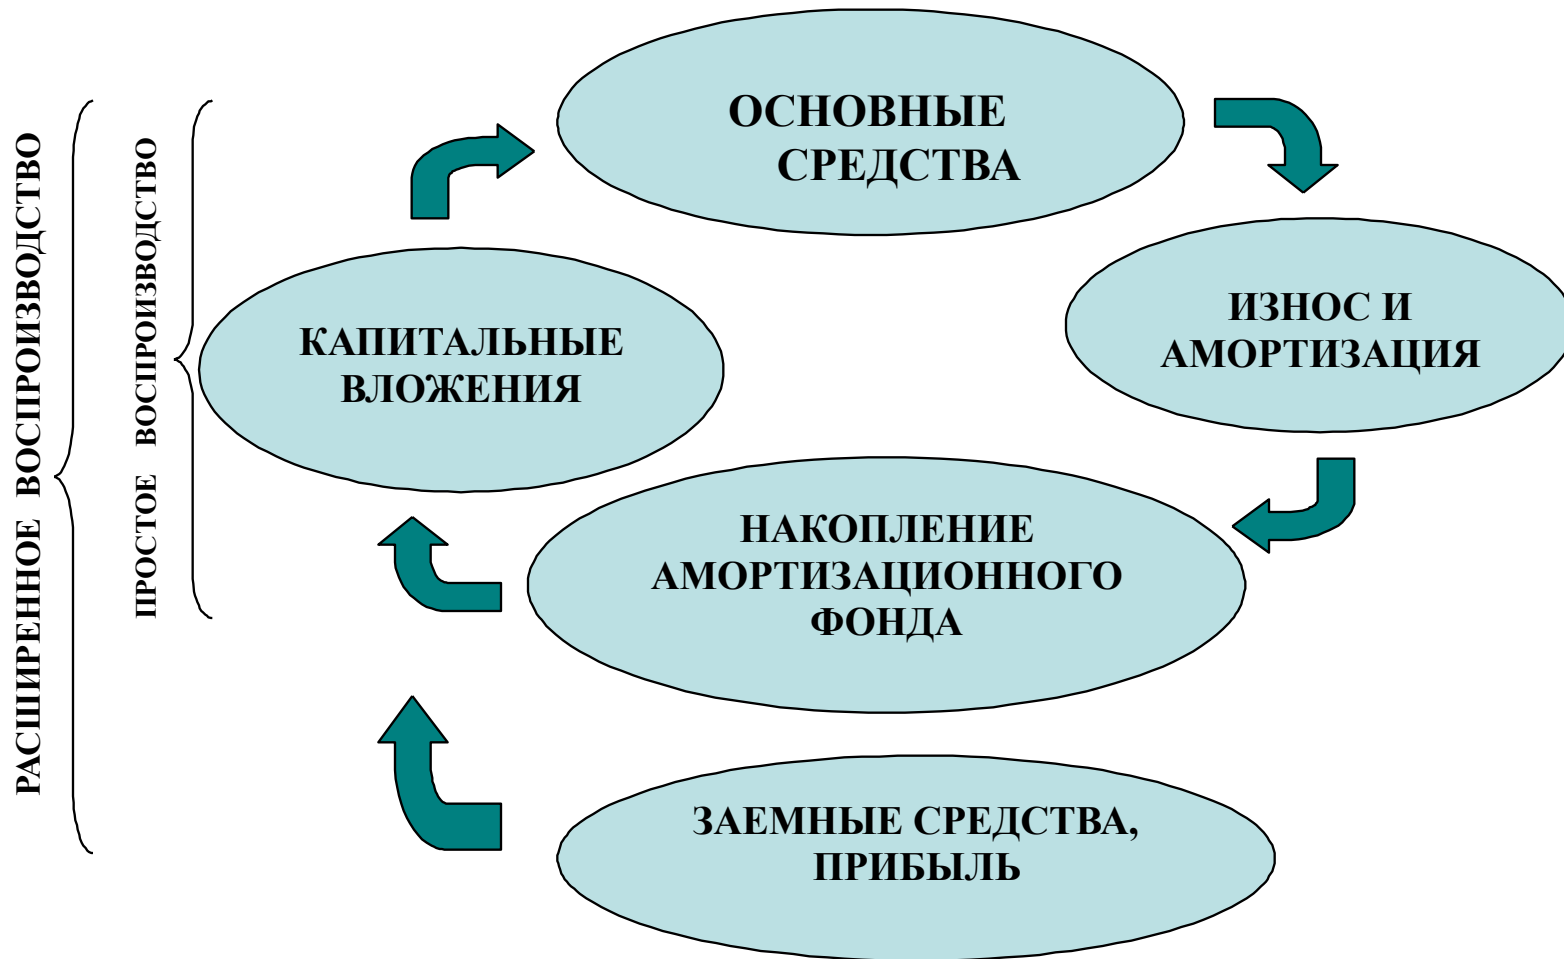 РАСШИРЕННОЕ ВОСПРОИЗВОДСТВО
ПРОСТОЕ ВОСПРОИЗВОДСТВО
ОСНОВНЫЕ
СРЕДСТВА
ИЗНОС И
АМОРТИЗАЦИЯ
КАПИТАЛЬНЫЕ
ВЛОЖЕНИЯ
НАКОПЛЕНИЕ
АМОРТИЗАЦИОННОГО
ФОНДА
ЗАЕМНЫЕ СРЕДСТВА,
ПРИБЫЛЬ